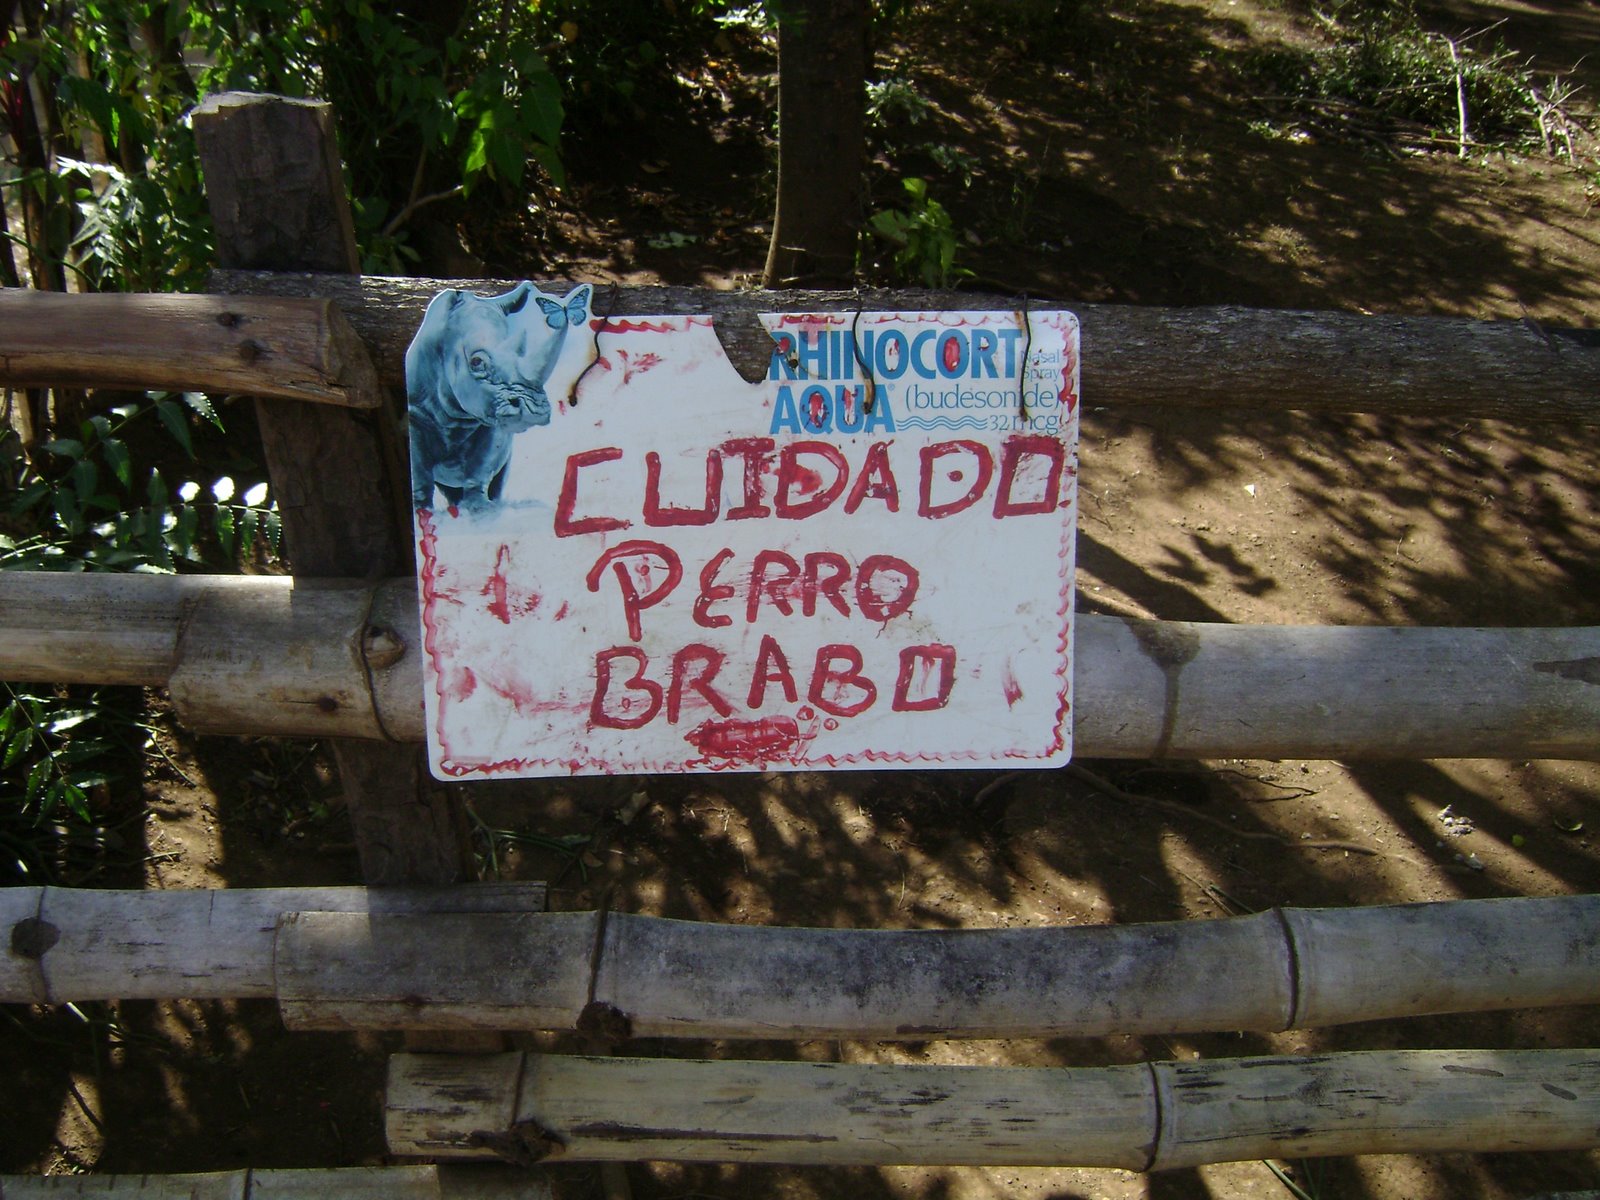 RHINOCORT Nasal
Spray
AQUA® (budesonide)
32 mcg
CUIDADO
PERRO
BRABO